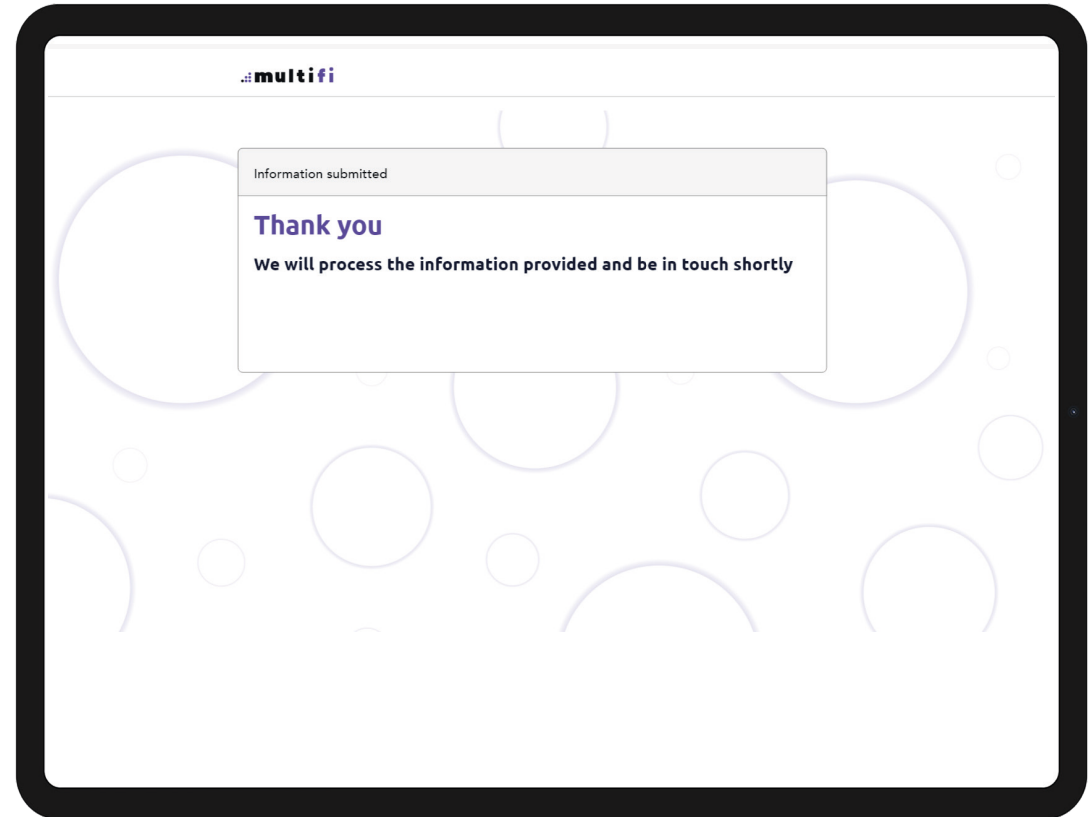 multifi
Information submitted
Thank you
We will process the information provided and be in touch shortly